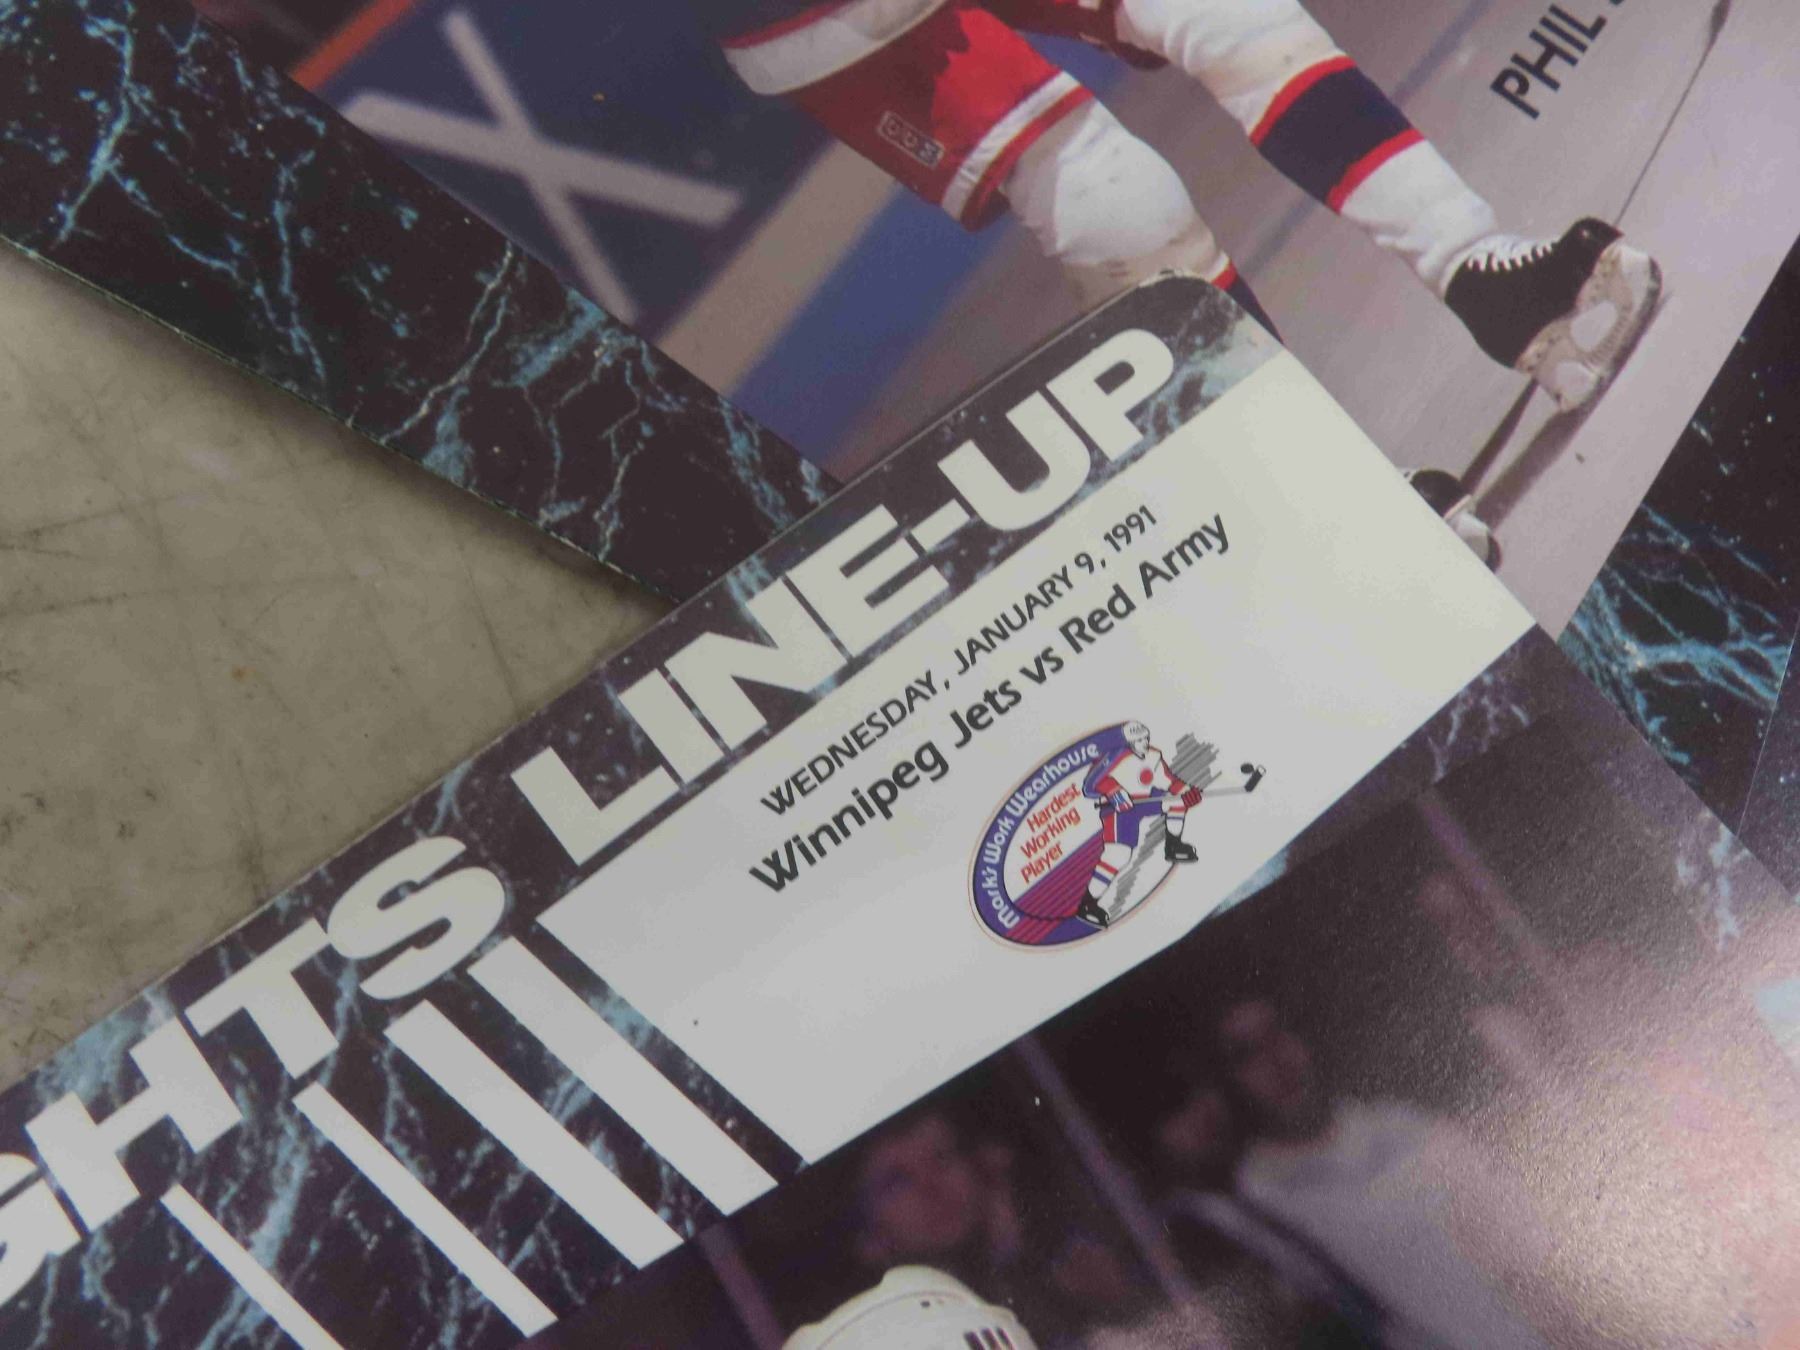 PHIL
GHTS LINE-UP
WEDNESDAY, JANUARY 9, 1991
Winnipeg Jets vs Red Army
Mark's Work Wearhouse
Hardest
Working
Player